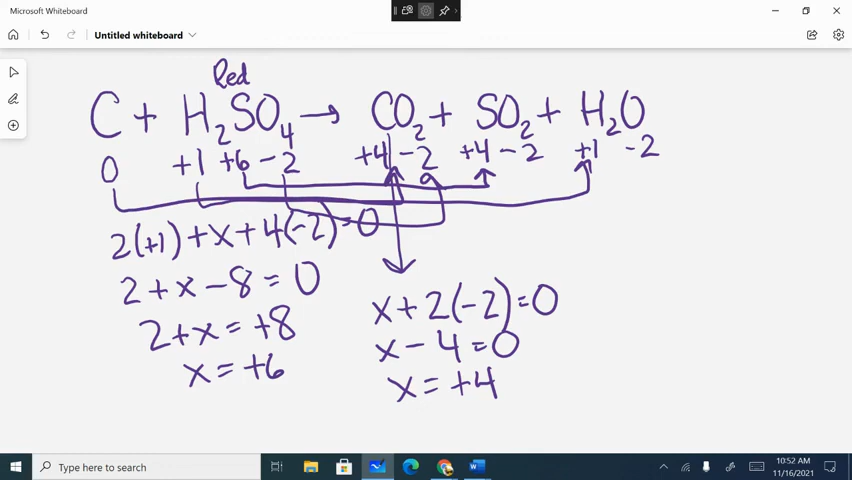 Microsoft Whiteboard
Untitled whiteboard
Red
C + H₂SO₄ → CO₂ + SO₂ + H₂O
0 +1 +6 -2 +4 -2 +4 -2 +1 -2
2(+1) + x + 4(-2) = 0
2 + x - 8 = 0
2 + x = +8
x = +6
x + 2(-2) = 0
x - 4 = 0
x = +4
Type here to search
10:52 AM
11/16/2021